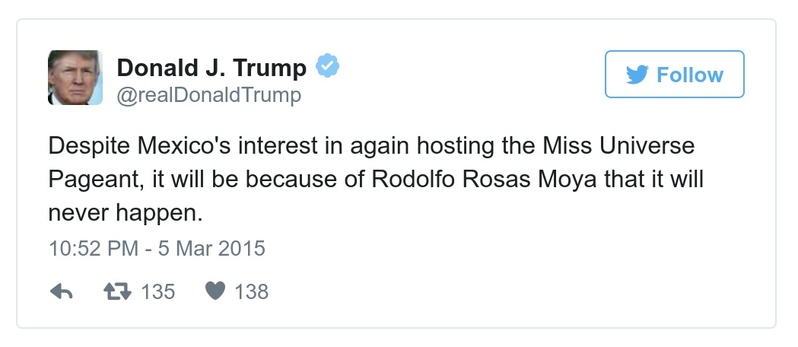 Donald J. Trump
@realDonaldTrump
Follow
Despite Mexico's interest in again hosting the Miss Universe
Pageant, it will be because of Rodolfo Rosas Moya that it will
never happen.
10:52 PM - 5 Mar 2015
135 138